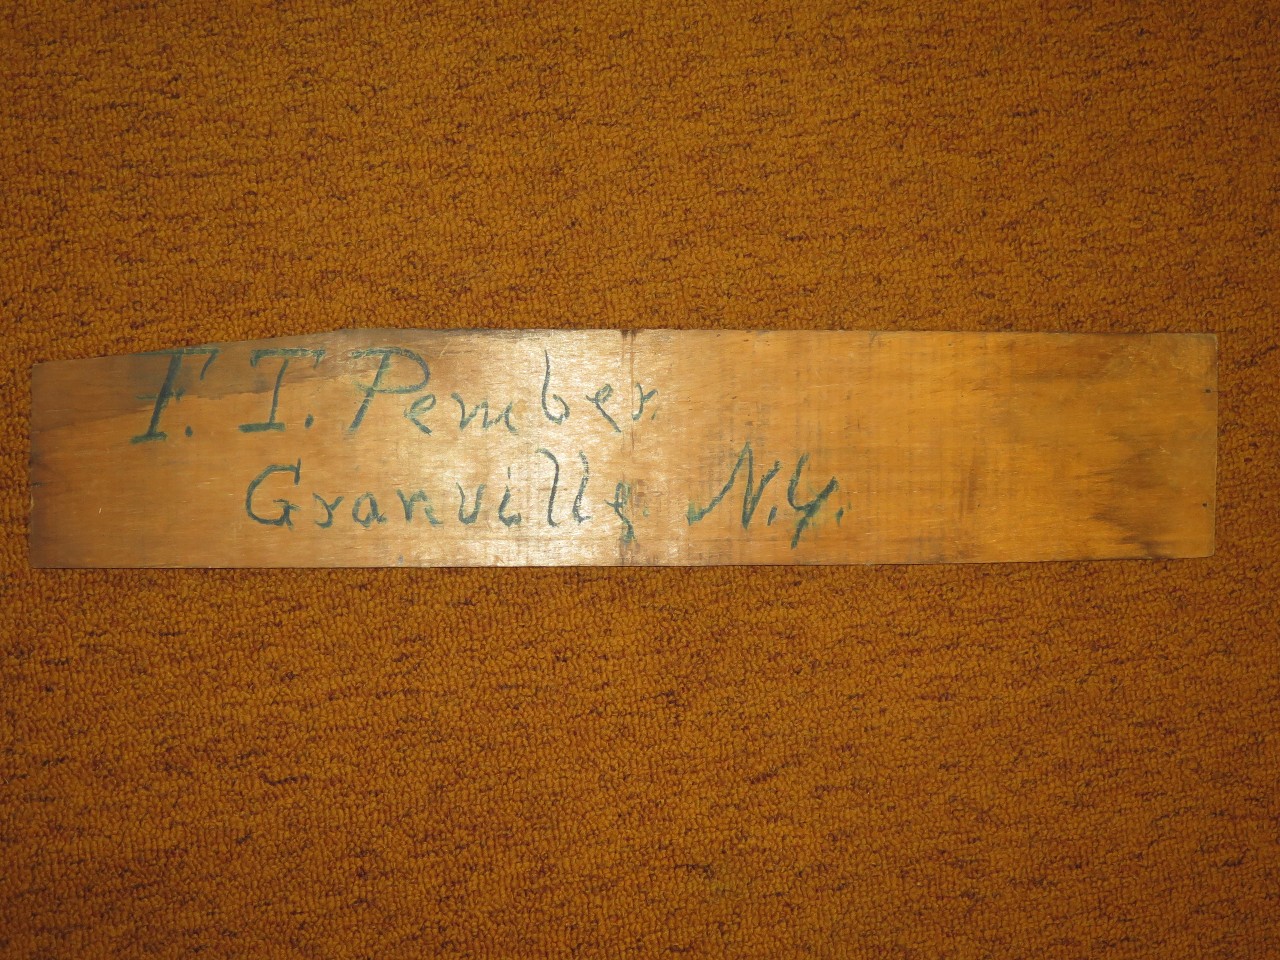 F. T. Pember
Granville N.Y.